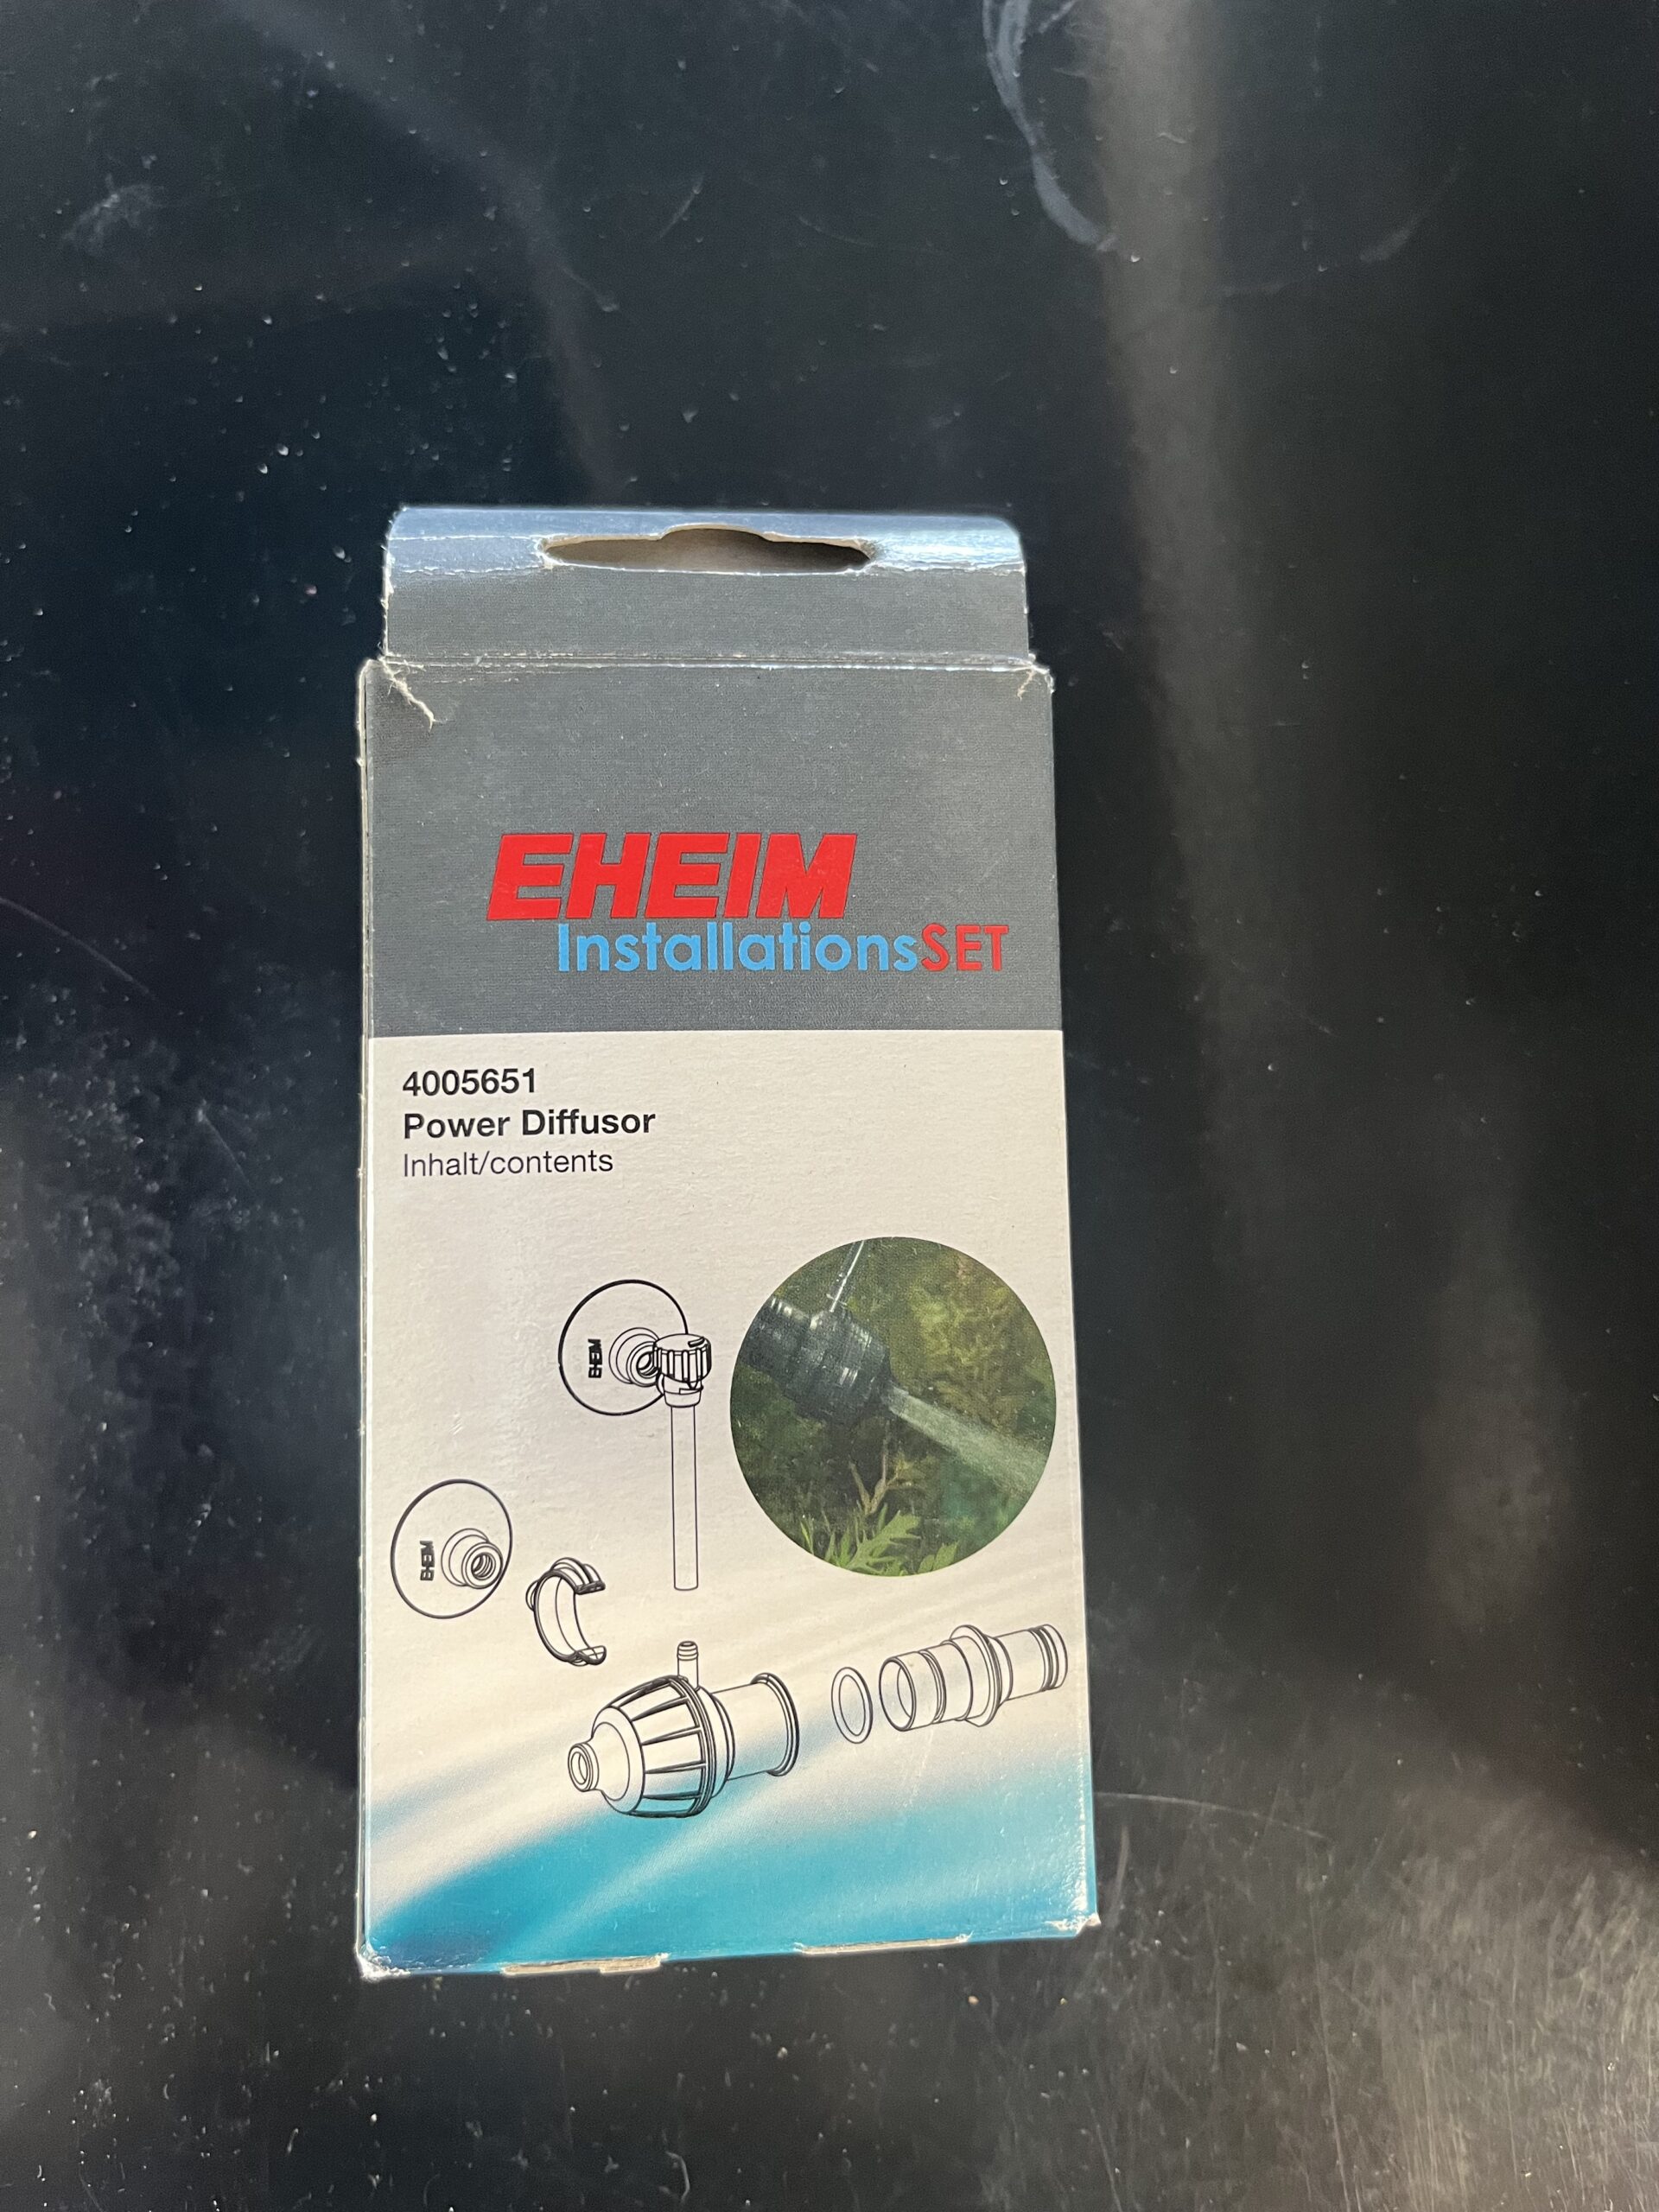 EHEIM
InstallationsSET
4005651
Power Diffusor
Inhalt/contents
EHEIM
EHEIM